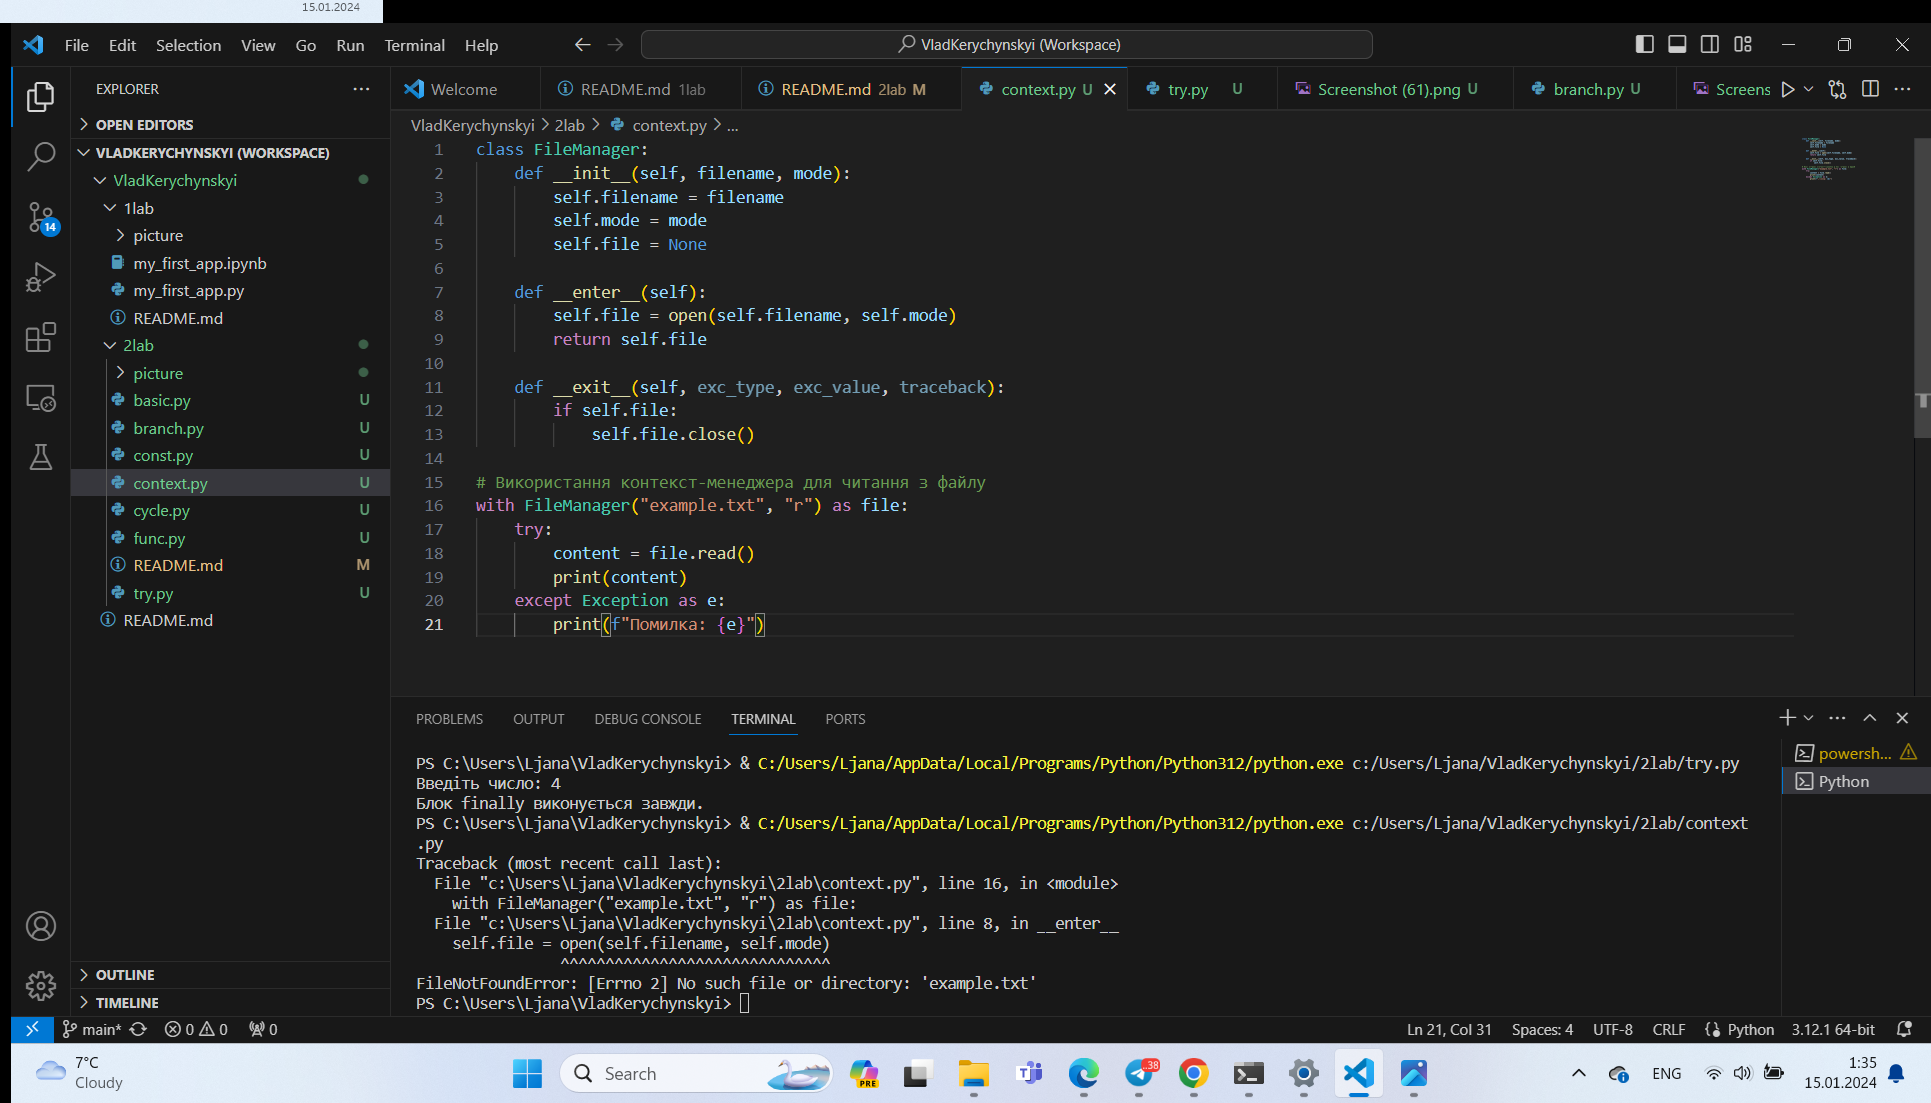 15.01.2024
File Edit Selection View Go Run Terminal Help
VladKerychynskyi (Workspace)
EXPLORER
OPEN EDITORS
VLADKERYCHYNSKYI (WORKSPACE)
VladKerychynskyi
1lab
picture
my_first_app.ipynb
my_first_app.py
README.md
2lab
picture
basic.py U
branch.py U
const.py U
context.py U
cycle.py U
func.py U
README.md M
try.py U
README.md
OUTLINE
TIMELINE
14
Welcome README.md 1lab README.md 2lab M context.py U try.py U Screenshot (61).png U branch.py U Screens
VladKerychynskyi > 2lab > context.py > ...
1 class FileManager:
2 def __init__(self, filename, mode):
3 self.filename = filename
4 self.mode = mode
5 self.file = None
6
7 def __enter__(self):
8 self.file = open(self.filename, self.mode)
9 return self.file
10
11 def __exit__(self, exc_type, exc_value, traceback):
12 if self.file:
13 self.file.close()
14
15 # Використання контекст-менеджера для читання з файлу
16 with FileManager("example.txt", "r") as file:
17 try:
18 content = file.read()
19 print(content)
20 except Exception as e:
21 print(f"Помилка: {e}")
PROBLEMS OUTPUT DEBUG CONSOLE TERMINAL PORTS
PS C:\Users\Ljana\VladKerychynskyi> & C:/Users/Ljana/AppData/Local/Programs/Python/Python312/python.exe c:/Users/Ljana/VladKerychynskyi/2lab/try.py
Введіть число: 4
Блок finally виконується завжди.
PS C:\Users\Ljana\VladKerychynskyi> & C:/Users/Ljana/AppData/Local/Programs/Python/Python312/python.exe c:/Users/Ljana/VladKerychynskyi/2lab/context
.py
Traceback (most recent call last):
File "c:\Users\Ljana\VladKerychynskyi\2lab\context.py", line 16, in <module>
with FileManager("example.txt", "r") as file:
File "c:\Users\Ljana\VladKerychynskyi\2lab\context.py", line 8, in __enter__
self.file = open(self.filename, self.mode)
^^^^^^^^^^^^^^^^^^^^^^^^^^^^^^
FileNotFoundError: [Errno 2] No such file or directory: 'example.txt'
PS C:\Users\Ljana\VladKerychynskyi>
powersh...
Python
main* 0 0 0 Ln 21, Col 31 Spaces: 4 UTF-8 CRLF Python 3.12.1 64-bit
7°C
Cloudy
Search
PRE
38
ENG
1:35
15.01.2024